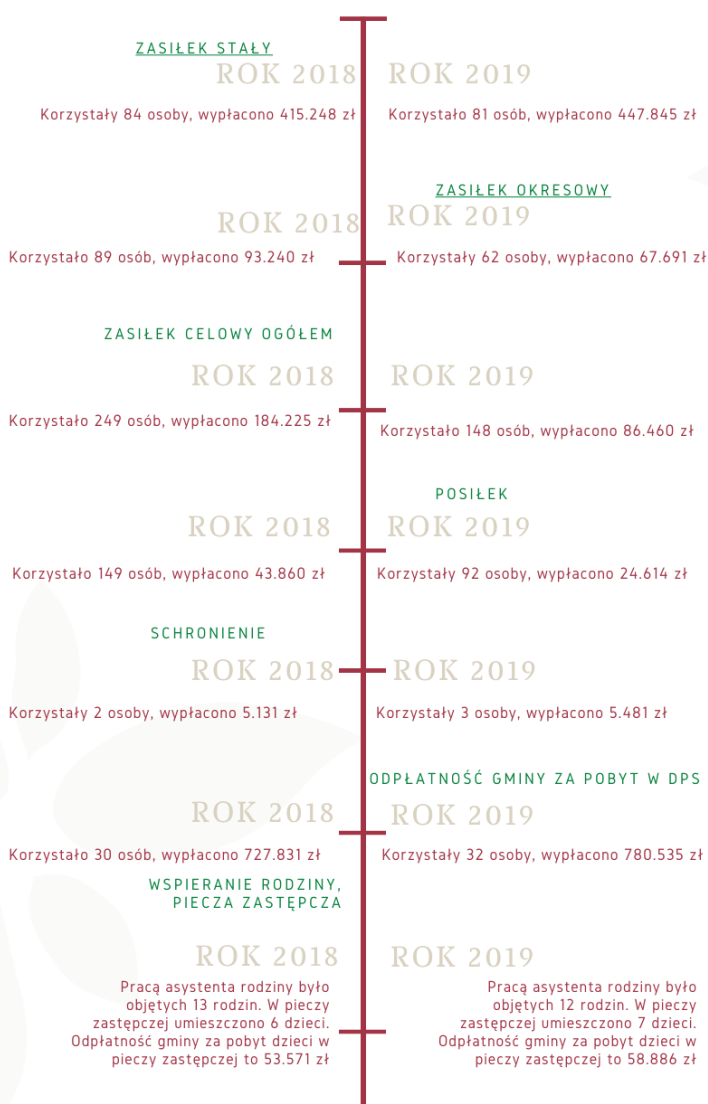 ZASIŁEK STAŁY
ROK 2018
ROK 2019
Korzystały 84 osoby, wypłacono 415.248 zł
Korzystało 81 osób, wypłacono 447.845 zł
ZASIŁEK OKRESOWY
ROK 2018
ROK 2019
Korzystało 89 osób, wypłacono 93.240 zł
Korzystały 62 osoby, wypłacono 67.691 zł
ZASIŁEK CELOWY OGÓŁEM
ROK 2018
ROK 2019
Korzystało 249 osób, wypłacono 184.225 zł
Korzystało 148 osób, wypłacono 86.460 zł
POSIŁEK
ROK 2018
ROK 2019
Korzystało 149 osób, wypłacono 43.860 zł
Korzystały 92 osoby, wypłacono 24.614 zł
SCHRONIENIE
ROK 2018
ROK 2019
Korzystały 2 osoby, wypłacono 5.131 zł
Korzystały 3 osoby, wypłacono 5.481 zł
ODPŁATNOŚĆ GMINY ZA POBYT W DPS
ROK 2018
ROK 2019
Korzystało 30 osób, wypłacono 727.831 zł
Korzystały 32 osoby, wypłacono 780.535 zł
WSPIERANIE RODZINY,
PIECZA ZASTĘPCZA
ROK 2018
Pracą asystenta rodziny było
objętych 13 rodzin. W pieczy
zastępczej umieszczono 6 dzieci.
Odpłatność gminy za pobyt dzieci w
pieczy zastępczej to 53.571 zł
ROK 2019
Pracą asystenta rodziny było
objętych 12 rodzin. W pieczy
zastępczej umieszczono 7 dzieci.
Odpłatność gminy za pobyt dzieci w
pieczy zastępczej to 58.886 zł